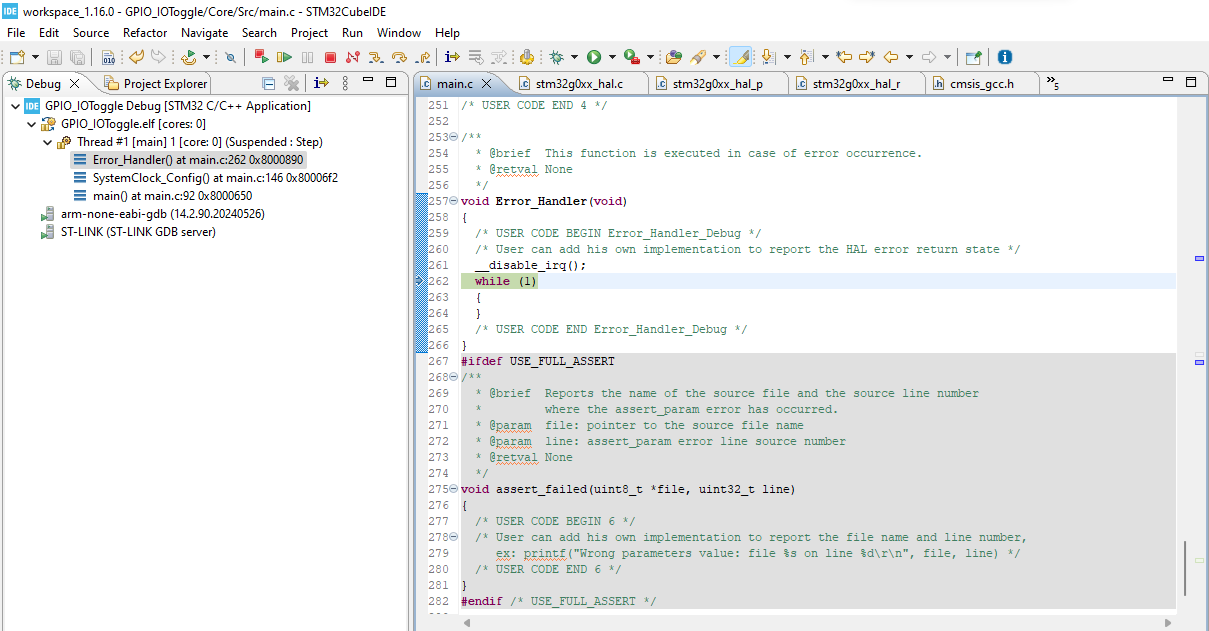 IDE workspace_1.16.0 - GPIO_IOToggle/Core/Src/main.c - STM32CubeIDE
File Edit Source Refactor Navigate Search Project Run Window Help
Debug Project Explorer
IDE GPIO_IOToggle Debug [STM32 C/C++ Application]
GPIO_IOToggle.elf [cores: 0]
Thread #1 [main] 1 [core: 0] (Suspended : Step)
Error_Handler() at main.c:262 0x8000890
SystemClock_Config() at main.c:146 0x80006f2
main() at main.c:92 0x8000650
arm-none-eabi-gdb (14.2.90.20240526)
ST-LINK (ST-LINK GDB server)
main.c stm32g0xx_hal.c stm32g0xx_hal_p stm32g0xx_hal_r cmsis_gcc.h »5
251 /* USER CODE END 4 */
252
253 /**
254 * @brief This function is executed in case of error occurrence.
255 * @retval None
256 */
257 void Error_Handler(void)
258 {
259 /* USER CODE BEGIN Error_Handler_Debug */
260 /* User can add his own implementation to report the HAL error return state */
261 __disable_irq();
262 while (1)
263 {
264 }
265 /* USER CODE END Error_Handler_Debug */
266 }
267 #ifdef USE_FULL_ASSERT
268 /**
269 * @brief Reports the name of the source file and the source line number
270 * where the assert_param error has occurred.
271 * @param file: pointer to the source file name
272 * @param line: assert_param error line source number
273 * @retval None
274 */
275 void assert_failed(uint8_t *file, uint32_t line)
276 {
277 /* USER CODE BEGIN 6 */
278 /* User can add his own implementation to report the file name and line number,
279 ex: printf("Wrong parameters value: file %s on line %d\r\n", file, line) */
280 /* USER CODE END 6 */
281 }
282 #endif /* USE_FULL_ASSERT */